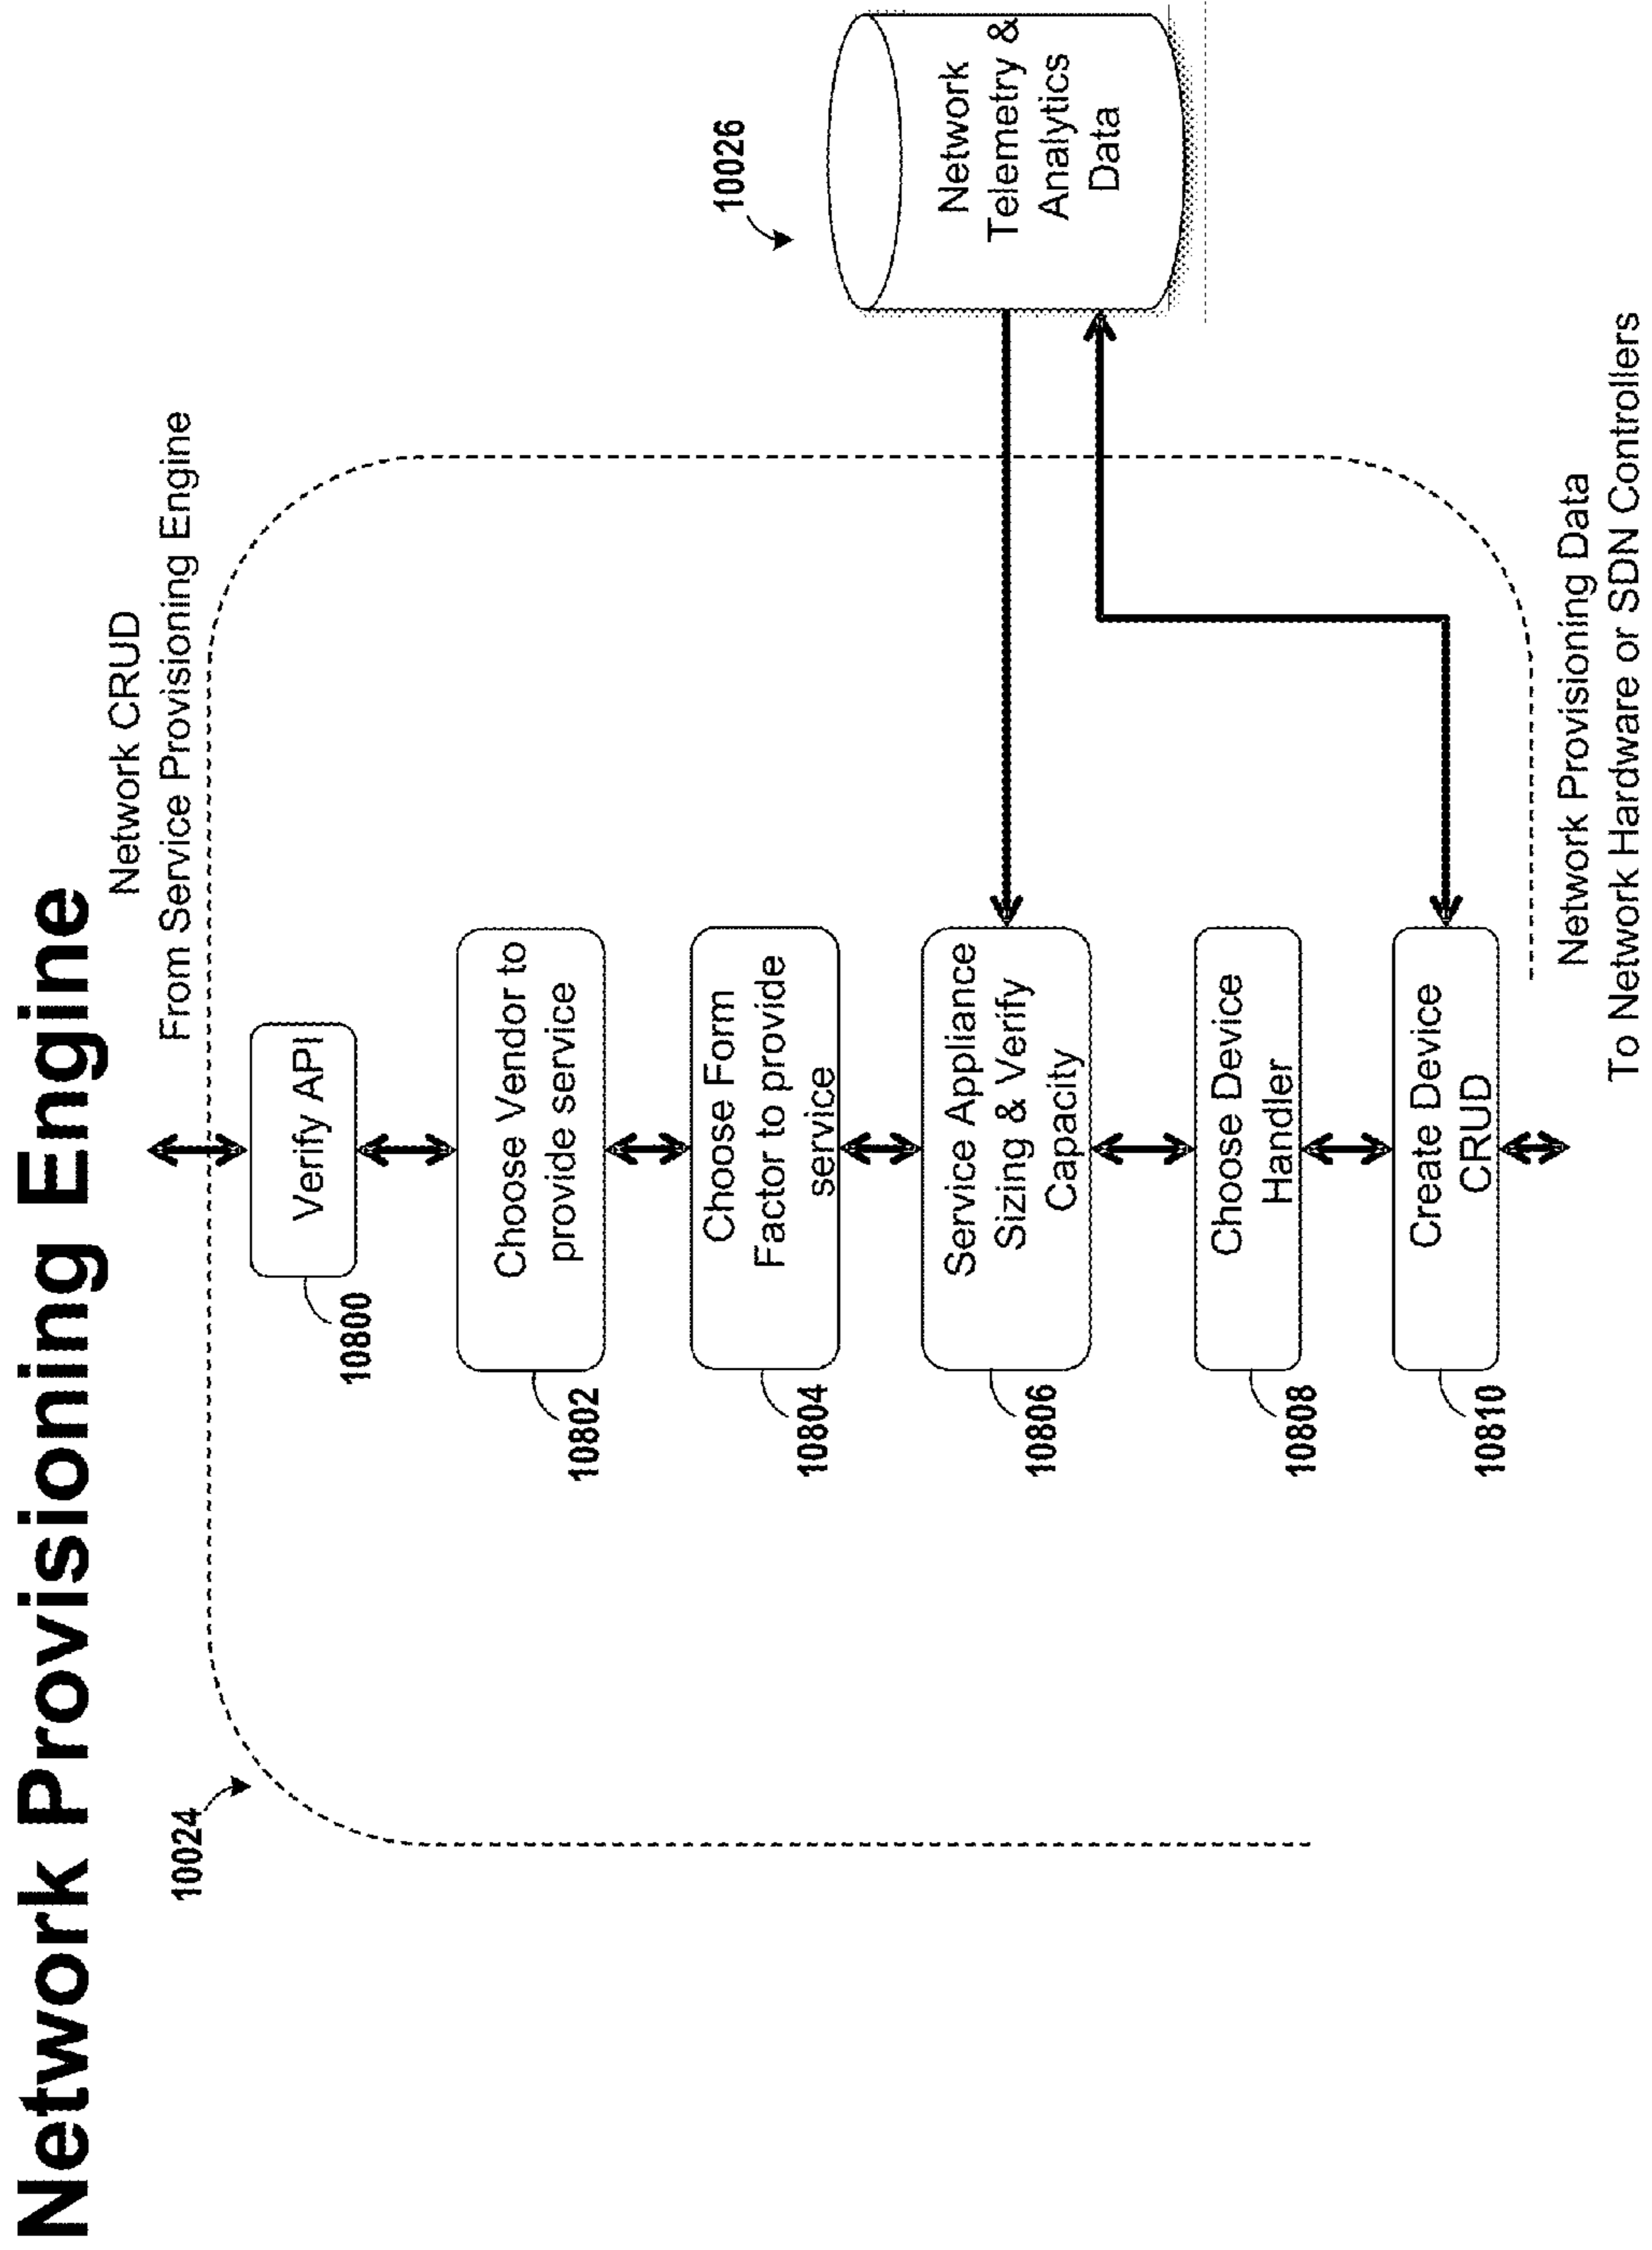 Network Provisioning Engine
Network CRUD
From Service Provisioning Engine
10024
Verify API
10800
Choose Vendor to
provide service
10802
Choose Form
Factor to provide
service
10804
Service Appliance
Sizing & Verify
Capacity
10806
Choose Device
Handler
10808
Create Device
CRUD
10810
10026
Network
Telemetry &
Analytics
Data
Network Provisioning Data
To Network Hardware or SDN Controllers